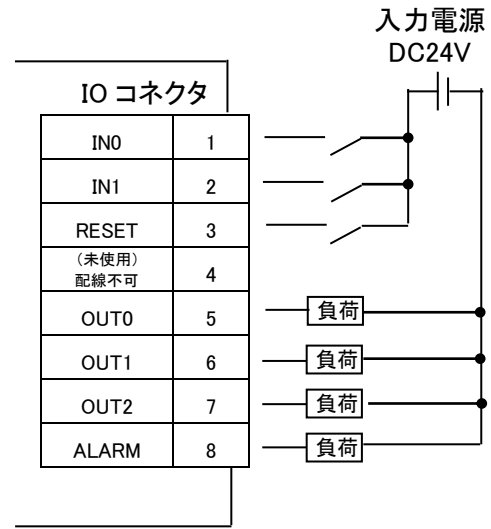 入力電源
DC24V
IO コネクタ
IN0 1
IN1 2
RESET 3
（未使用）
配線不可 4
OUT0 5 負荷
OUT1 6 負荷
OUT2 7 負荷
ALARM 8 負荷